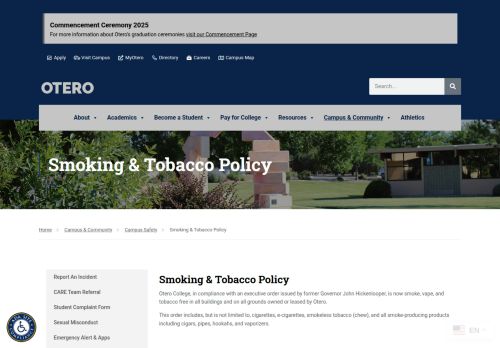 Commencement Ceremony 2025
For more information about Otero's graduation ceremonies visit our Commencement Page
Apply Visit Campus MyOtero Directory Careers Campus Map
OTERO
Search...
About Academics Become a Student Pay for College Resources Campus & Community Athletics
Smoking & Tobacco Policy
Home Campus & Community Campus Safety Smoking & Tobacco Policy
Report An Incident
CARE Team Referral
Student Complaint Form
Sexual Misconduct
Emergency Alert & Apps
Smoking & Tobacco Policy
Otero College, in compliance with an executive order issued by former Governor John Hickenlooper, is now smoke, vape, and
tobacco free in all buildings and on all grounds owned or leased by Otero.
This order includes, but is not limited to, cigarettes, e-cigarettes, smokeless tobacco (chew), and all smoke-producing products
including cigars, pipes, hookahs, and vaporizers.
EN